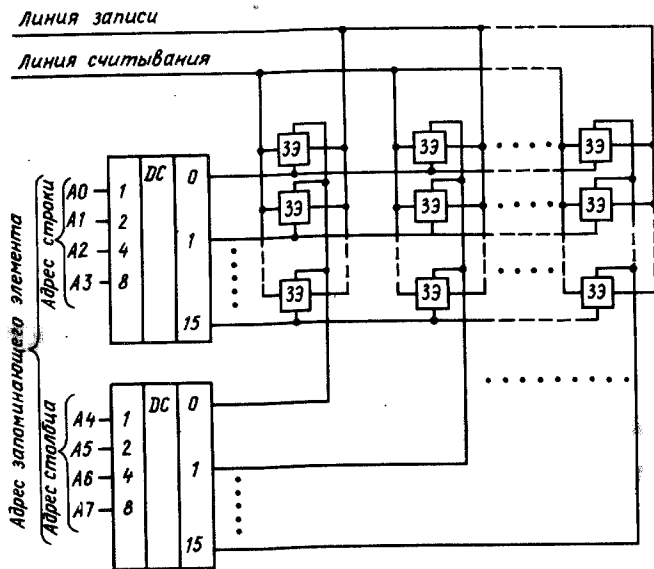 Линия записи
Линия считывания
ЗЭ ЗЭ ЗЭ
ЗЭ ЗЭ ЗЭ
ЗЭ ЗЭ ЗЭ
Адрес запоминающего элемента
Адрес строки
A0 1 DC 0
A1 2
A2 4 1
A3 8
15
Адрес столбца
A4 1 DC 0
A5 2
A6 4 1
A7 8
15